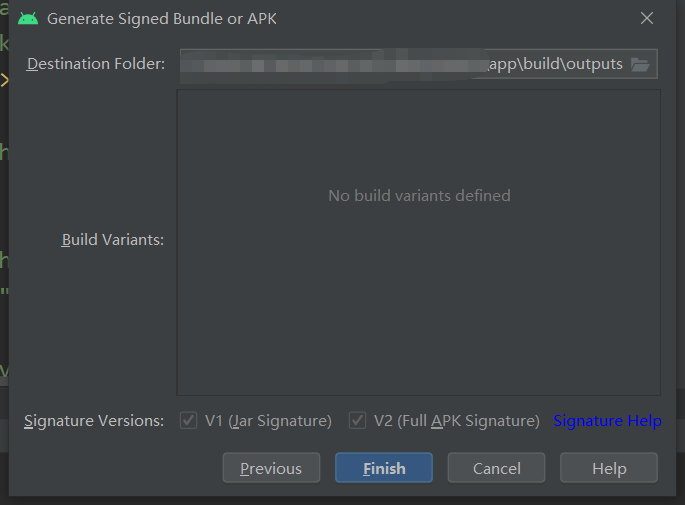 Generate Signed Bundle or APK
a
k
Destination Folder: \app\build\outputs
>
h
No build variants defined
Build Variants:
h
"
v
Signature Versions: V1 (Jar Signature) V2 (Full APK Signature) Signature Help
Previous Finish Cancel Help